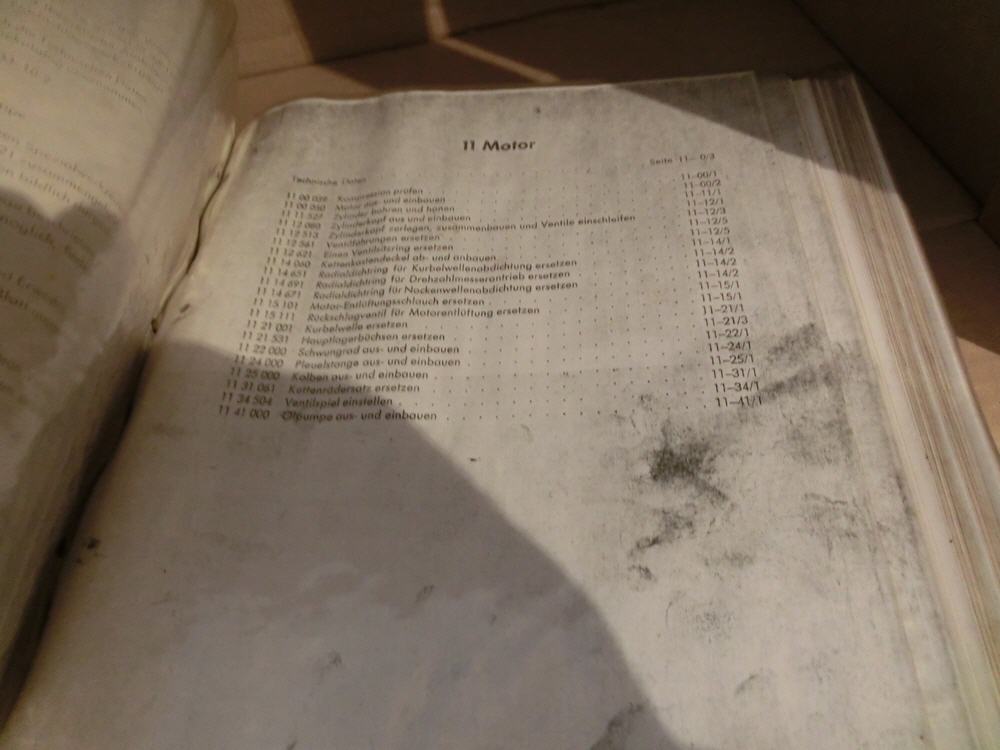 11 Motor
Technische Daten Seite 11– 0/3
11 00 039 Kompression prüfen 11–00/1
11 00 050 Motor aus- und einbauen 11–00/2
11 11 527 Zylinder bohren und honen 11–11/1
11 12 080 Zylinderkopf aus und einbauen 11–12/1
11 12 513 Zylinderkopf zerlegen, zusammenbauen und Ventile einschleifen 11–12/3
11 12 561 Ventilführungen ersetzen 11–12/5
11 12 621 Einen Ventilsitzring ersetzen 11–12/5
11 14 060 Kettenkastendeckel ab- und anbauen 11–14/1
11 14 651 Radialdichtring für Kurbelwellenabdichtung ersetzen 11–14/2
11 14 691 Radialdichtring für Drehzahlmesserantrieb ersetzen 11–14/2
11 14 671 Radialdichtring für Nockenwellenabdichtung ersetzen 11–14/2
11 15 101 Motor-Entlüftungsschlauch ersetzen 11–15/1
11 15 111 Rückschlagventil für Motorentlüftung ersetzen 11–15/1
11 21 001 Kurbelwelle ersetzen 11–21/1
11 21 531 Hauptlagerbüchsen ersetzen 11–21/3
11 22 000 Schwungrad aus- und einbauen 11–22/1
11 24 000 Pleuelstange aus- und einbauen 11–24/1
11 25 000 Kolben aus- und einbauen 11–25/1
11 31 061 Kettenrädersatz ersetzen 11–31/1
11 34 504 Ventilspiel einstellen 11–34/1
11 41 000 Ölpumpe aus- und einbauen 11–41/1